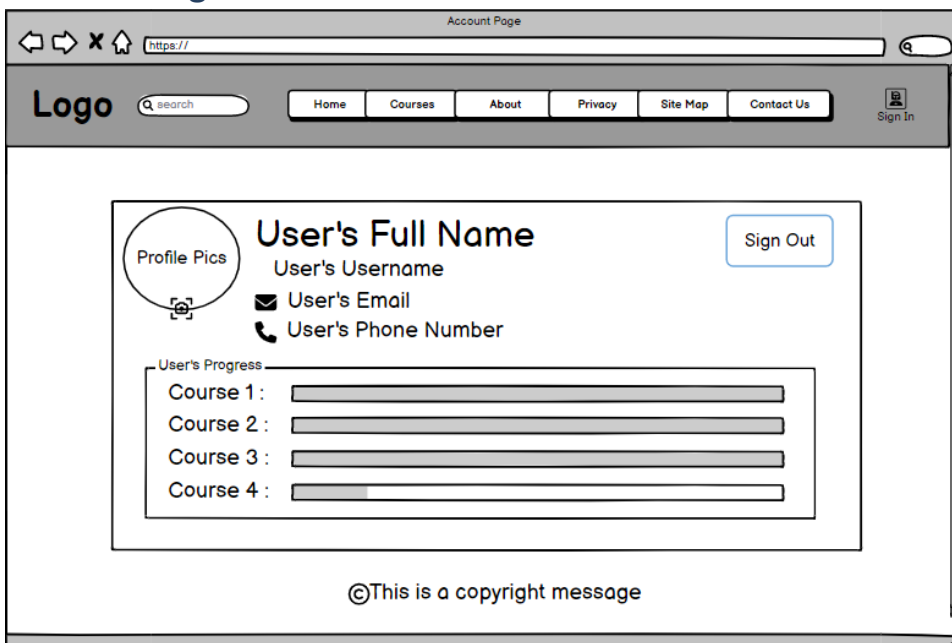 Account Page
https://
Logo
search
Home
Courses
About
Privacy
Site Map
Contact Us
Sign In
Profile Pics
User's Full Name
User's Username
User's Email
User's Phone Number
Sign Out
User's Progress
Course 1 :
Course 2 :
Course 3 :
Course 4 :
©This is a copyright message